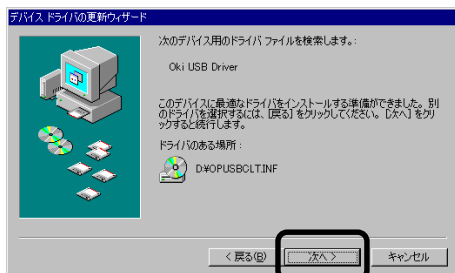 デバイス ドライバの更新ウィザード
次のデバイス用のドライバ ファイルを検索します。:
Oki USB Driver
このデバイスに最適なドライバをインストールする準備ができました。別
のドライバを選択するには、[戻る] をクリックしてください。[次へ] をクリ
ックすると続行します。
ドライバのある場所:
D:¥OPUSBCLT.INF
< 戻る(B) 次へ > キャンセル